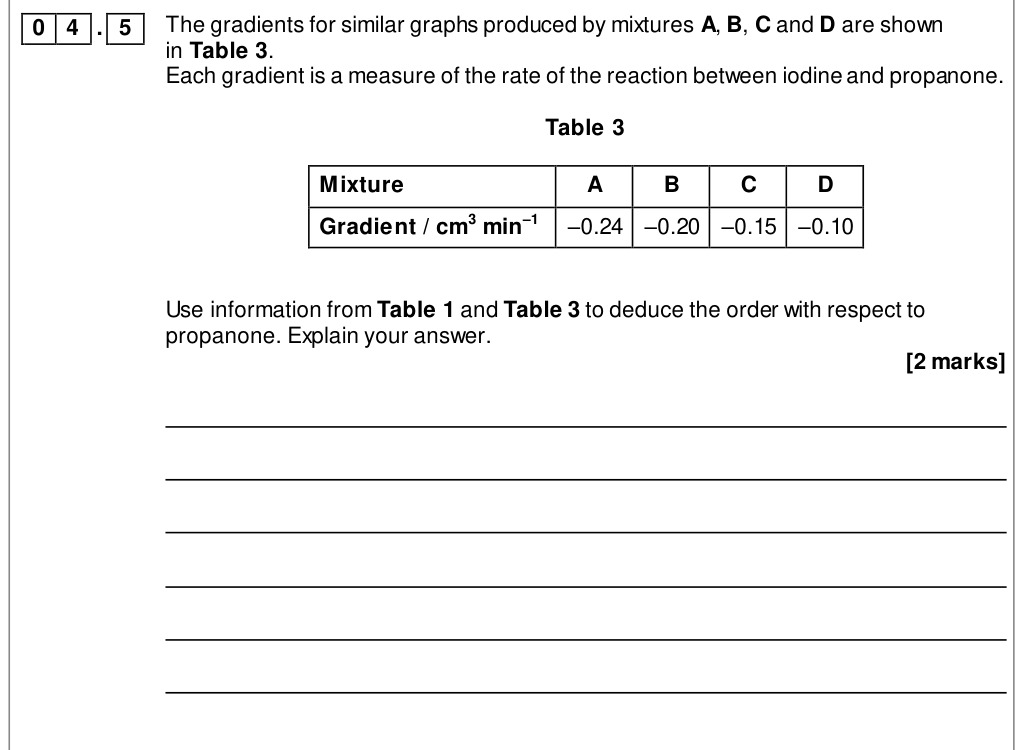 0 4 . 5 The gradients for similar graphs produced by mixtures A, B, C and D are shown
in Table 3.
Each gradient is a measure of the rate of the reaction between iodine and propanone.
Table 3
Mixture A B C D
Gradient / cm³ min⁻¹ –0.24 –0.20 –0.15 –0.10
Use information from Table 1 and Table 3 to deduce the order with respect to
propanone. Explain your answer.
[2 marks]